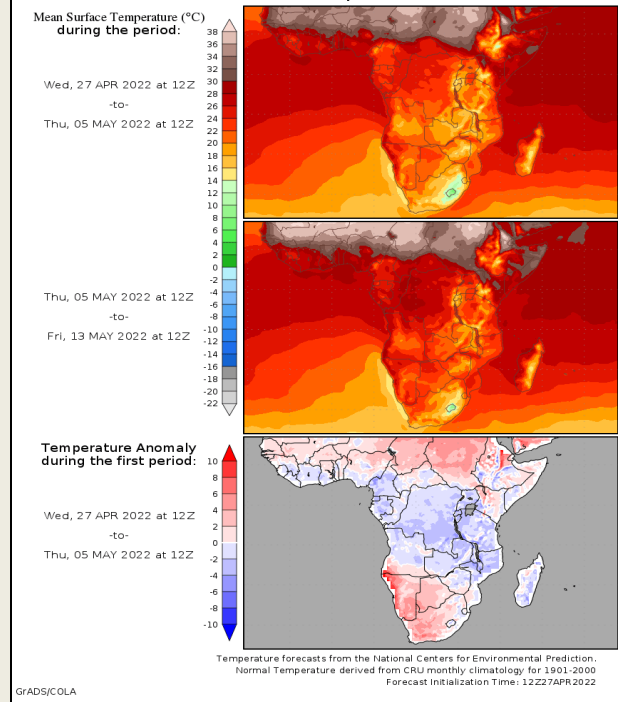 Mean Surface Temperature (°C)
during the period:
38
36
34
32
30
28
26
24
22
20
18
16
14
12
10
8
6
4
2
0
-2
-4
-6
-8
-10
-12
-14
-16
-18
-20
-22
Wed, 27 APR 2022 at 12Z
-to-
Thu, 05 MAY 2022 at 12Z
Thu, 05 MAY 2022 at 12Z
-to-
Fri, 13 MAY 2022 at 12Z
Temperature Anomaly
during the first period:
10
8
6
4
2
0
-2
-4
-6
-8
-10
Wed, 27 APR 2022 at 12Z
-to-
Thu, 05 MAY 2022 at 12Z
Temperature forecasts from the National Centers for Environmental Prediction.
Normal Temperature derived from CRU monthly climatology for 1901-2000
Forecast Initialization Time: 12Z27APR2022
GrADS/COLA